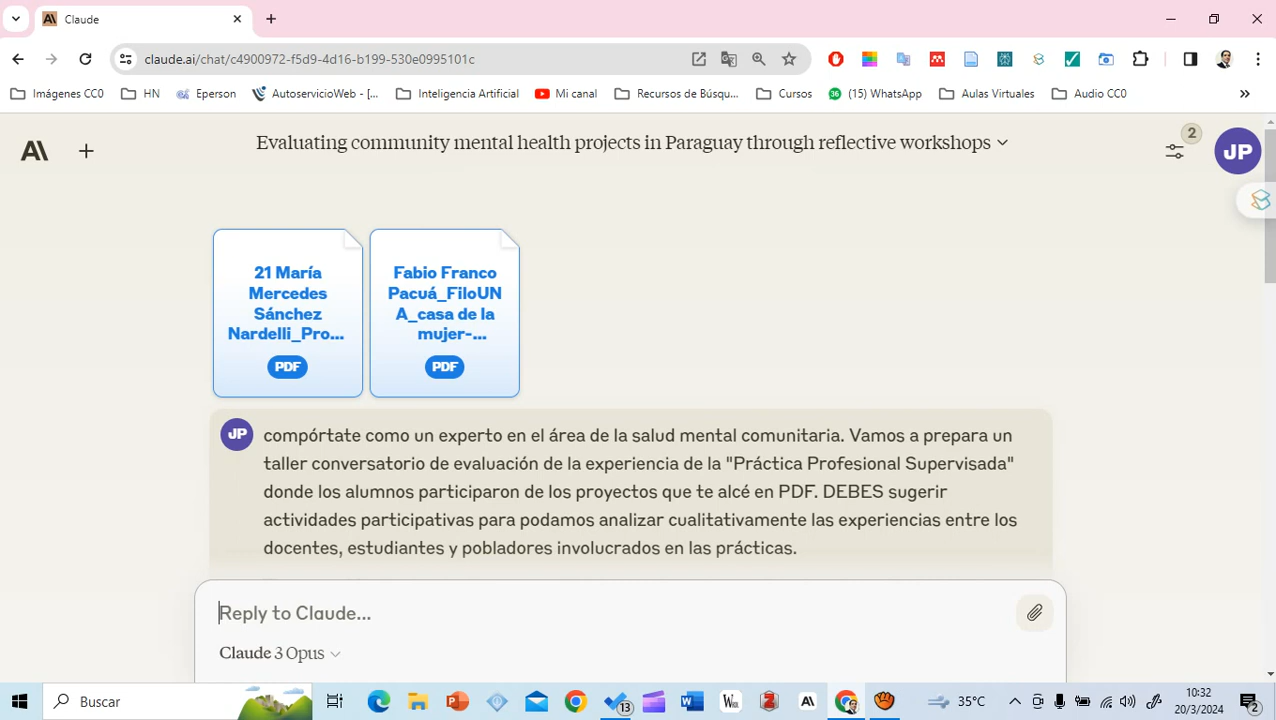 Claude
claude.ai/chat/c4900972-f5d9-4d16-b199-530e0995101c
Imágenes CC0
HN
Eperson
AutoservicioWeb - [...
Inteligencia Artificial
Mi canal
Recursos de Búsqu...
Cursos
36
(15) WhatsApp
Aulas Virtuales
Audio CC0
Evaluating community mental health projects in Paraguay through reflective workshops
2
JP
21 María
Mercedes
Sánchez
Nardelli_Pro...
PDF
Fabio Franco
Pacuá_FiloUN
A_casa de la
mujer-...
PDF
JP
compórtate como un experto en el área de la salud mental comunitaria. Vamos a prepara un
taller conversatorio de evaluación de la experiencia de la "Práctica Profesional Supervisada"
donde los alumnos participaron de los proyectos que te alcé en PDF. DEBES sugerir
actividades participativas para podamos analizar cualitativamente las experiencias entre los
docentes, estudiantes y pobladores involucrados en las prácticas.
Reply to Claude...
Claude 3 Opus
Buscar
13
35°C
10:32
20/3/2024
2